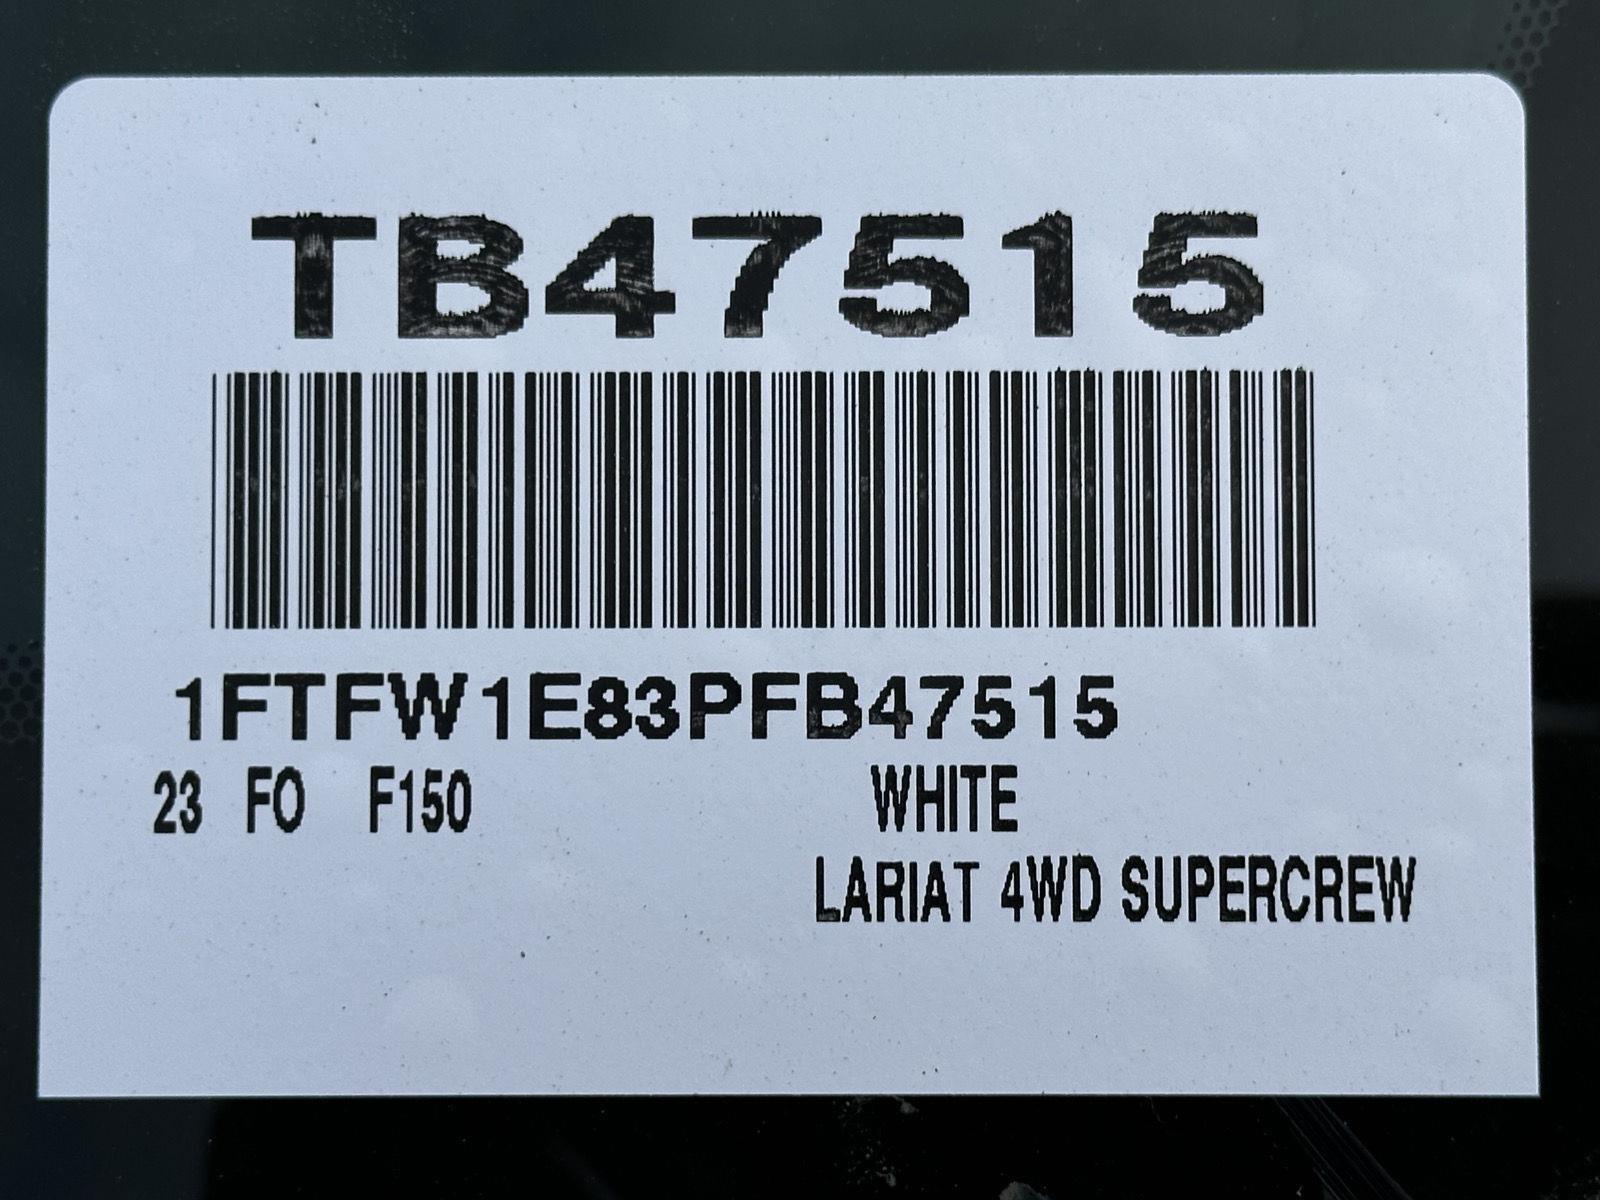 TB47515
1FTFW1E83PFB47515
23 FO F150 WHITE
LARIAT 4WD SUPERCREW